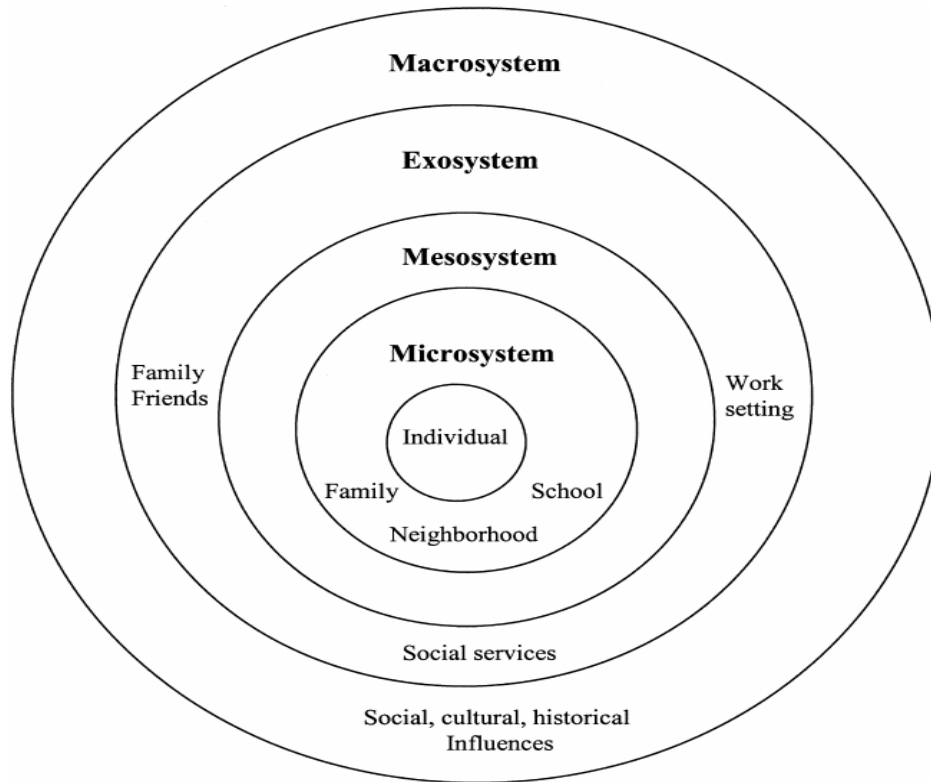 Macrosystem
Exosystem
Mesosystem
Microsystem
Family
Friends
Work
setting
Individual
Family
School
Neighborhood
Social services
Social, cultural, historical
Influences